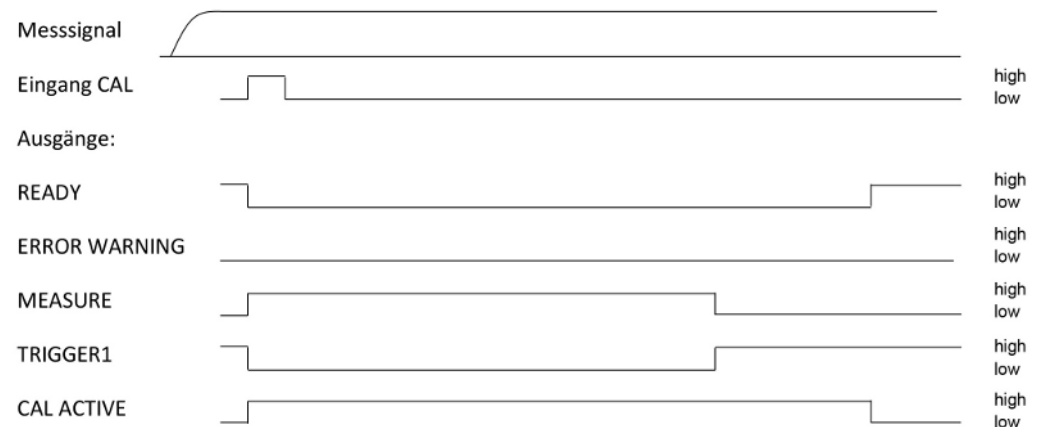 Messsignal
Eingang CAL
high
low
Ausgänge:
READY
high
low
ERROR WARNING
high
low
MEASURE
high
low
TRIGGER1
high
low
CAL ACTIVE
high
low